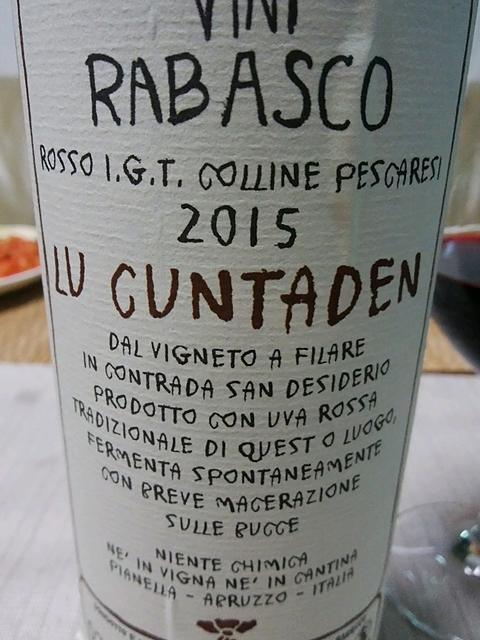 VINI
RABASCO
ROSSO I.G.T. COLLINE PESCARESI
2015
LU CUNTADEN
DAL VIGNETO A FILARE
IN CONTRADA SAN DESIDERIO
PRODOTTO CON UVA ROSSA
TRADIZIONALE DI QUEST O LUOGO,
FERMENTA SPONTANEAMENTE
CON BREVE MACERAZIONE
SULLE BUCCE
NIENTE CHIMICA
NE' IN VIGNA NE' IN CANTINA
PIANELLA - ABRUZZO - ITALIA